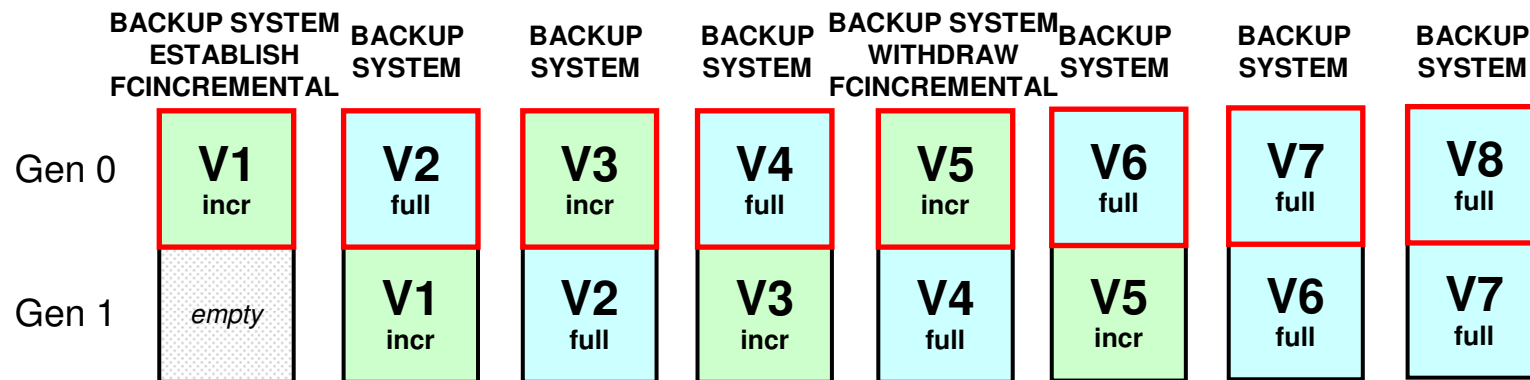 BACKUP SYSTEM
ESTABLISH
FCINCREMENTAL
BACKUP
SYSTEM
BACKUP
SYSTEM
BACKUP
SYSTEM
BACKUP SYSTEM
WITHDRAW
FCINCREMENTAL
BACKUP
SYSTEM
BACKUP
SYSTEM
BACKUP
SYSTEM
Gen 0
V1
incr
V2
full
V3
incr
V4
full
V5
incr
V6
full
V7
full
V8
full
Gen 1
empty
V1
incr
V2
full
V3
incr
V4
full
V5
incr
V6
full
V7
full